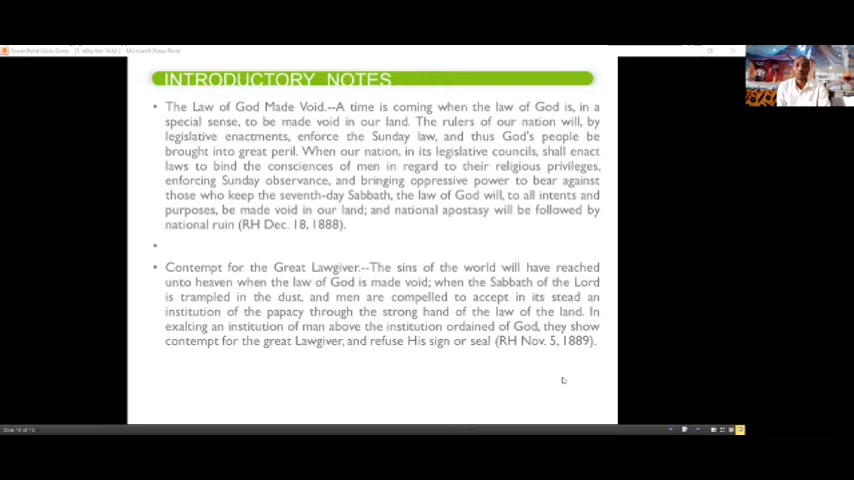 INTRODUCTORY NOTES
• The Law of God Made Void.--A time is coming when the law of God is, in a
special sense, to be made void in our land. The rulers of our nation will, by
legislative enactments, enforce the Sunday law, and thus God's people be
brought into great peril. When our nation, in its legislative councils, shall enact
laws to bind the consciences of men in regard to their religious privileges,
enforcing Sunday observance, and bringing oppressive power to bear against
those who keep the seventh-day Sabbath, the law of God will, to all intents and
purposes, be made void in our land; and national apostasy will be followed by
national ruin (RH Dec. 18, 1888).
•
• Contempt for the Great Lawgiver.--The sins of the world will have reached
unto heaven when the law of God is made void; when the Sabbath of the Lord
is trampled in the dust, and men are compelled to accept in its stead an
institution of the papacy through the strong hand of the law of the land. In
exalting an institution of man above the institution ordained of God, they show
contempt for the great Lawgiver, and refuse His sign or seal (RH Nov. 5, 1889).